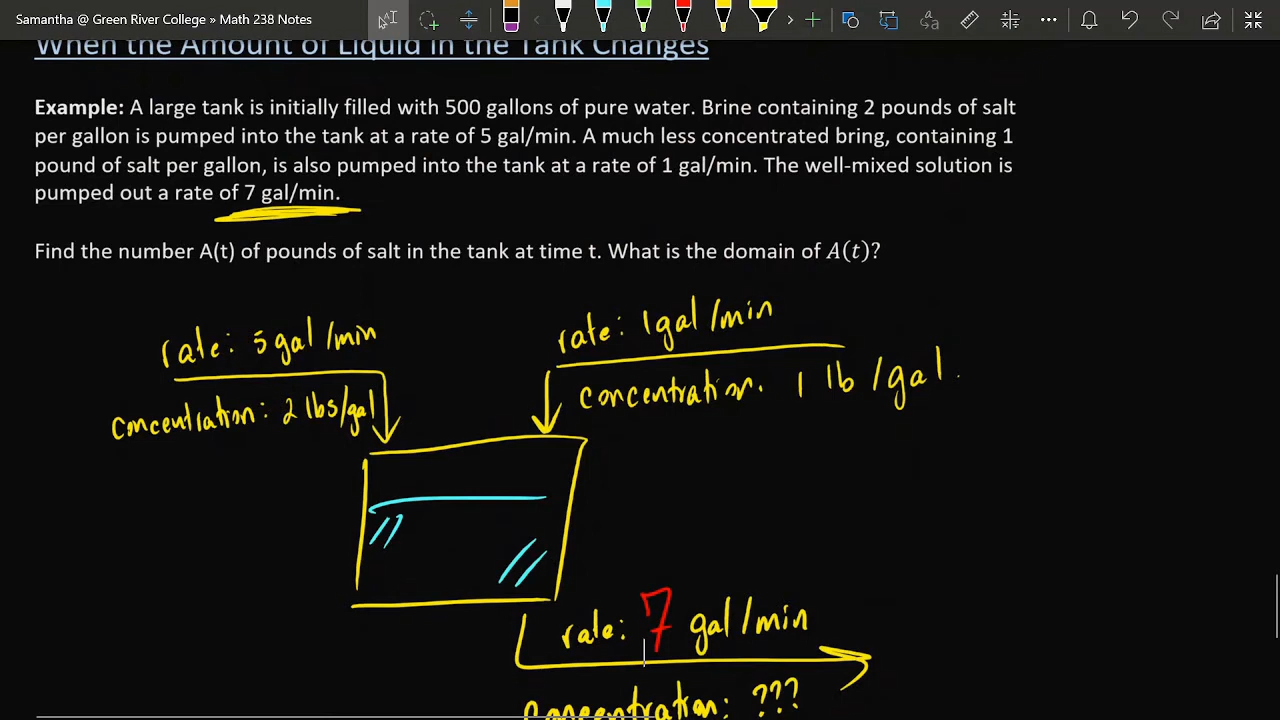 Samantha @ Green River College » Math 238 Notes
When the Amount of Liquid in the Tank Changes
Example: A large tank is initially filled with 500 gallons of pure water. Brine containing 2 pounds of salt
per gallon is pumped into the tank at a rate of 5 gal/min. A much less concentrated bring, containing 1
pound of salt per gallon, is also pumped into the tank at a rate of 1 gal/min. The well-mixed solution is
pumped out a rate of 7 gal/min.
Find the number A(t) of pounds of salt in the tank at time t. What is the domain of A(t)?
rate: 5 gal/min
concentration: 2 lbs/gal
rate: 1 gal/min
concentration. 1 lb/gal.
rate: 7 gal/min
concentration: ???